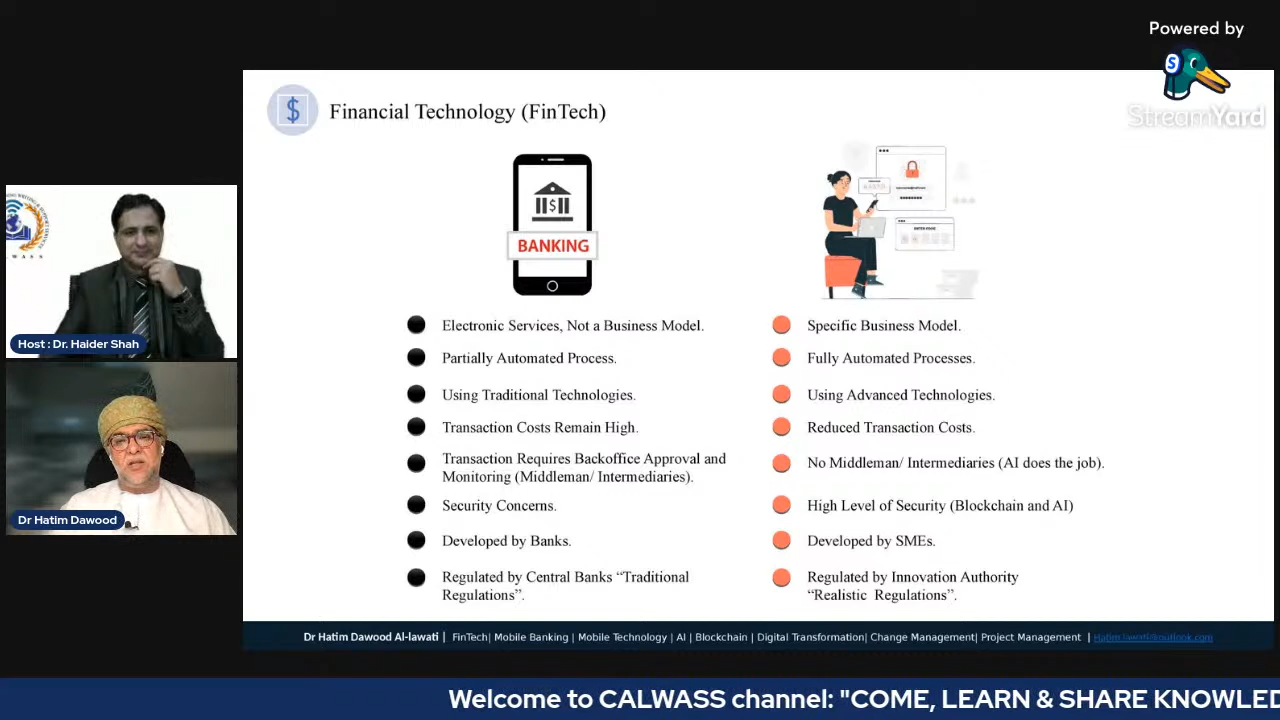 Powered by
StreamYard
Financial Technology (FinTech)
BANKING
Electronic Services, Not a Business Model.
Partially Automated Process.
Using Traditional Technologies.
Transaction Costs Remain High.
Transaction Requires Backoffice Approval and
Monitoring (Middleman/ Intermediaries).
Security Concerns.
Developed by Banks.
Regulated by Central Banks “Traditional
Regulations”.
Specific Business Model.
Fully Automated Processes.
Using Advanced Technologies.
Reduced Transaction Costs.
No Middleman/ Intermediaries (AI does the job).
High Level of Security (Blockchain and AI)
Developed by SMEs.
Regulated by Innovation Authority
“Realistic Regulations”.
Host : Dr. Haider Shah
Dr Hatim Dawood
Dr Hatim Dawood Al-lawati | FinTech| Mobile Banking | Mobile Technology | AI | Blockchain | Digital Transformation| Change Management| Project Management | Hatim.lawati@outlook.com
Welcome to CALWASS channel: "COME, LEARN & SHARE KNOWLED